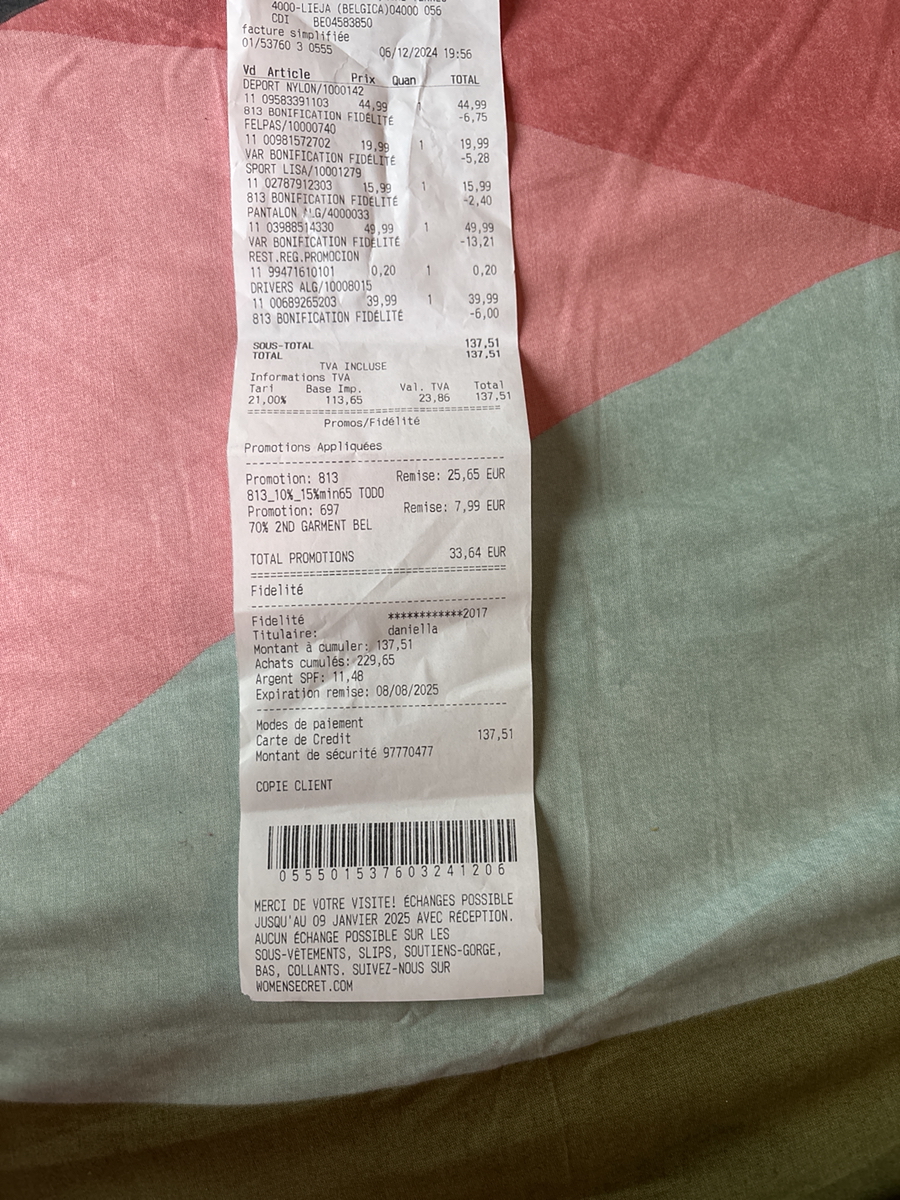 4000-LIEJA (BELGICA)04000 056
CDI BE04583850
facture simplifiée
01/53760 3 0555 06/12/2024 19:56
Vd Article Prix Quan TOTAL
DEPORT NYLON/1000142
11 09583391103 44,99 1 44,99
813 BONIFICATION FIDÉLITÉ -6,75
FELPAS/10000740
11 00981572702 19,99 1 19,99
VAR BONIFICATION FIDÉLITÉ -5,28
SPORT LISA/10001279
11 02787912303 15,99 1 15,99
813 BONIFICATION FIDÉLITÉ -2,40
PANTALON ALG/4000033
11 03988514330 49,99 1 49,99
VAR BONIFICATION FIDÉLITÉ -13,21
REST.REG.PROMOCION
11 99471610101 0,20 1 0,20
DRIVERS ALG/10008015
11 00689265203 39,99 1 39,99
813 BONIFICATION FIDÉLITÉ -6,00
SOUS-TOTAL 137,51
TOTAL 137,51
TVA INCLUSE
Informations TVA
Tari Base Imp. Val. TVA Total
21,00% 113,65 23,86 137,51
Promos/Fidélité
Promotions Appliquées
Promotion: 813 Remise: 25,65 EUR
813_10%_15%min65 TODO
Promotion: 697 Remise: 7,99 EUR
70% 2ND GARMENT BEL
TOTAL PROMOTIONS 33,64 EUR
Fidelité
Fidelité ************2017
Titulaire: daniella
Montant à cumuler: 137,51
Achats cumulés: 229,65
Argent SPF: 11,48
Expiration remise: 08/08/2025
Modes de paiement
Carte de Credit 137,51
Montant de sécurité 97770477
COPIE CLIENT
0555015376032412​06
MERCI DE VOTRE VISITE! ÉCHANGES POSSIBLE
JUSQU'AU 09 JANVIER 2025 AVEC RÉCEPTION.
AUCUN ÉCHANGE POSSIBLE SUR LES
SOUS-VÊTEMENTS, SLIPS, SOUTIENS-GORGE,
BAS, COLLANTS. SUIVEZ-NOUS SUR
WOMENSECRET.COM